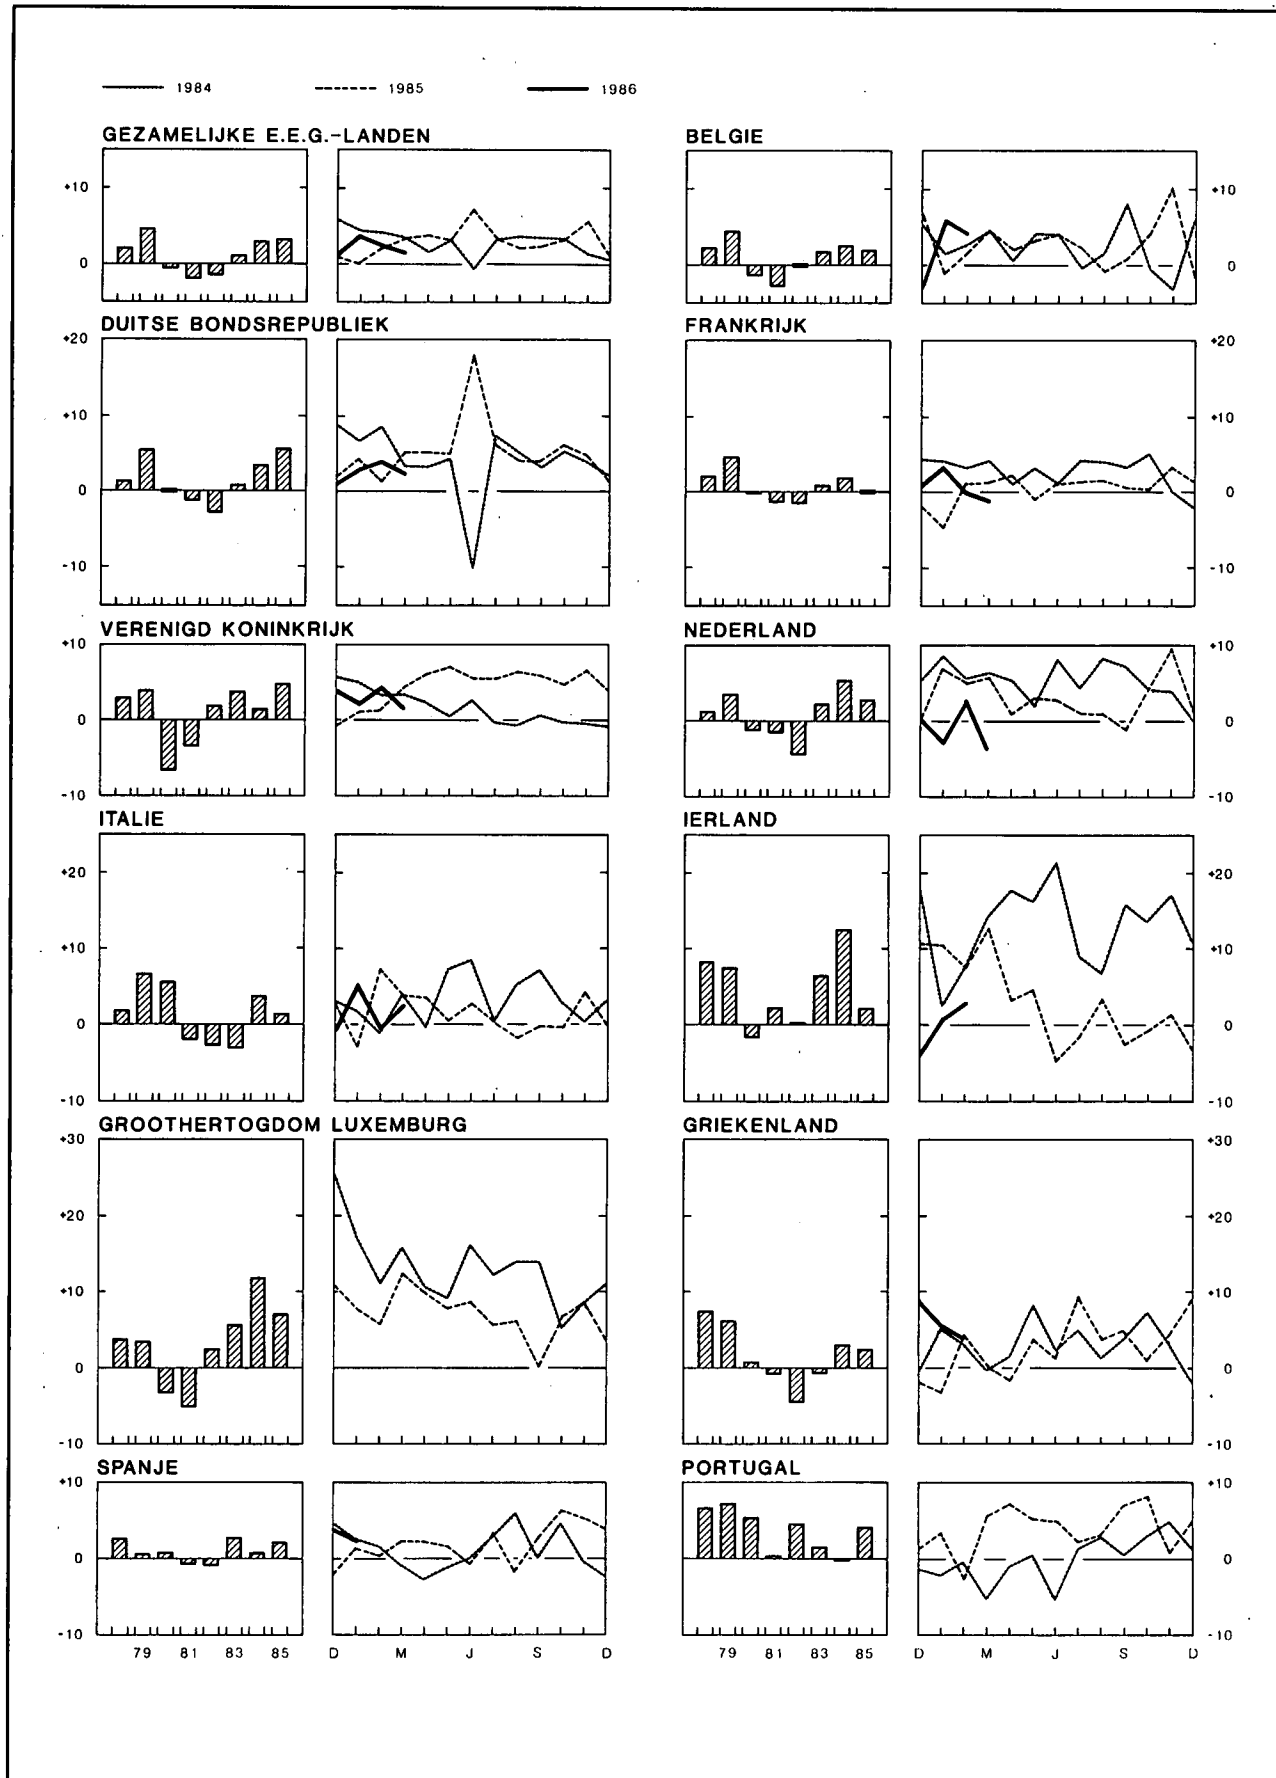 1984 1985 1986
GEZAMELIJKE E.E.G.-LANDEN BELGIE
+10 +10
0 0
DUITSE BONDSREPUBLIEK FRANKRIJK
+20 +20
+10 +10
0 0
-10 -10
VERENIGD KONINKRIJK NEDERLAND
+10 +10
0 0
-10 -10
ITALIE IERLAND
+20 +20
+10 +10
0 0
-10 -10
GROOTHERTOGDOM LUXEMBURG GRIEKENLAND
+30 +30
+20 +20
+10 +10
0 0
-10 -10
SPANJE PORTUGAL
+10 +10
0 0
-10 -10
79 81 83 85 D M J S D 79 81 83 85 D M J S D